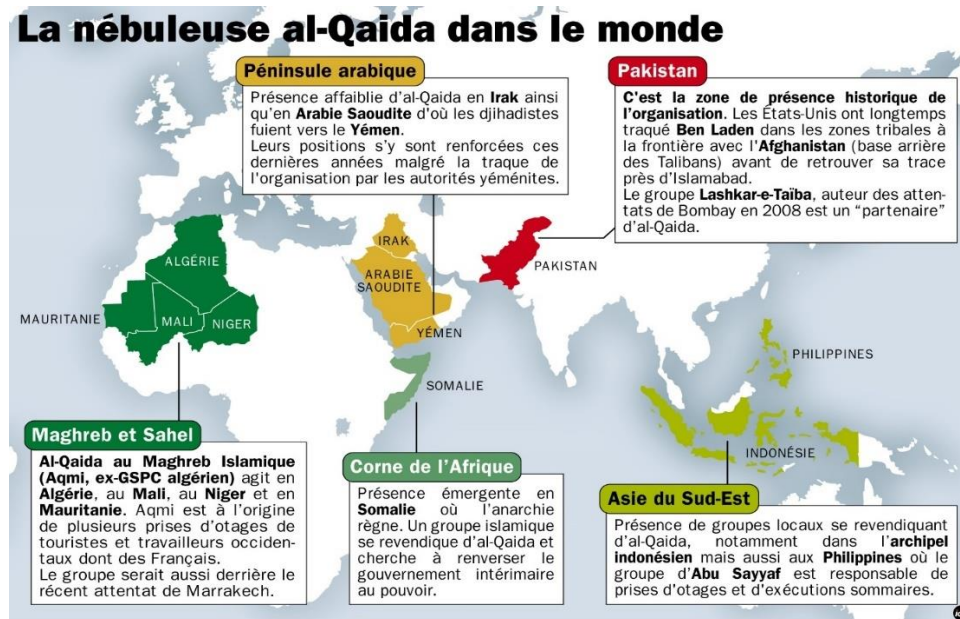 La nébuleuse al-Qaida dans le monde
Péninsule arabique
Présence affaiblie d'al-Qaida en Irak ainsi
qu'en Arabie Saoudite d'où les djihadistes
fuient vers le Yémen.
Leurs positions s'y sont renforcées ces
dernières années malgré la traque de
l'organisation par les autorités yéménites.
Pakistan
C'est la zone de présence historique de
l'organisation. Les États-Unis ont longtemps
traqué Ben Laden dans les zones tribales à
la frontière avec l'Afghanistan (base arrière
des Talibans) avant de retrouver sa trace
près d'Islamabad.
Le groupe Lashkar-e-Taïba, auteur des atten-
tats de Bombay en 2008 est un "partenaire"
d'al-Qaida.
ALGÉRIE
MAURITANIE
MALI
NIGER
IRAK
ARABIE
SAOUDITE
YÉMEN
SOMALIE
PAKISTAN
PHILIPPINES
INDONÉSIE
Maghreb et Sahel
Al-Qaida au Maghreb Islamique
(Aqmi, ex-GSPC algérien) agit en
Algérie, au Mali, au Niger et en
Mauritanie. Aqmi est à l'origine
de plusieurs prises d'otages de
touristes et travailleurs occiden-
taux dont des Français.
Le groupe serait aussi derrière le
récent attentat de Marrakech.
Corne de l'Afrique
Présence émergente en
Somalie où l'anarchie
règne. Un groupe islamique
se revendique d'al-Qaida et
cherche à renverser le
gouvernement intérimaire
au pouvoir.
Asie du Sud-Est
Présence de groupes locaux se revendiquant
d'al-Qaida, notamment dans l'archipel
indonésien mais aussi aux Philippines où le
groupe d'Abu Sayyaf est responsable de
prises d'otages et d'exécutions sommaires.